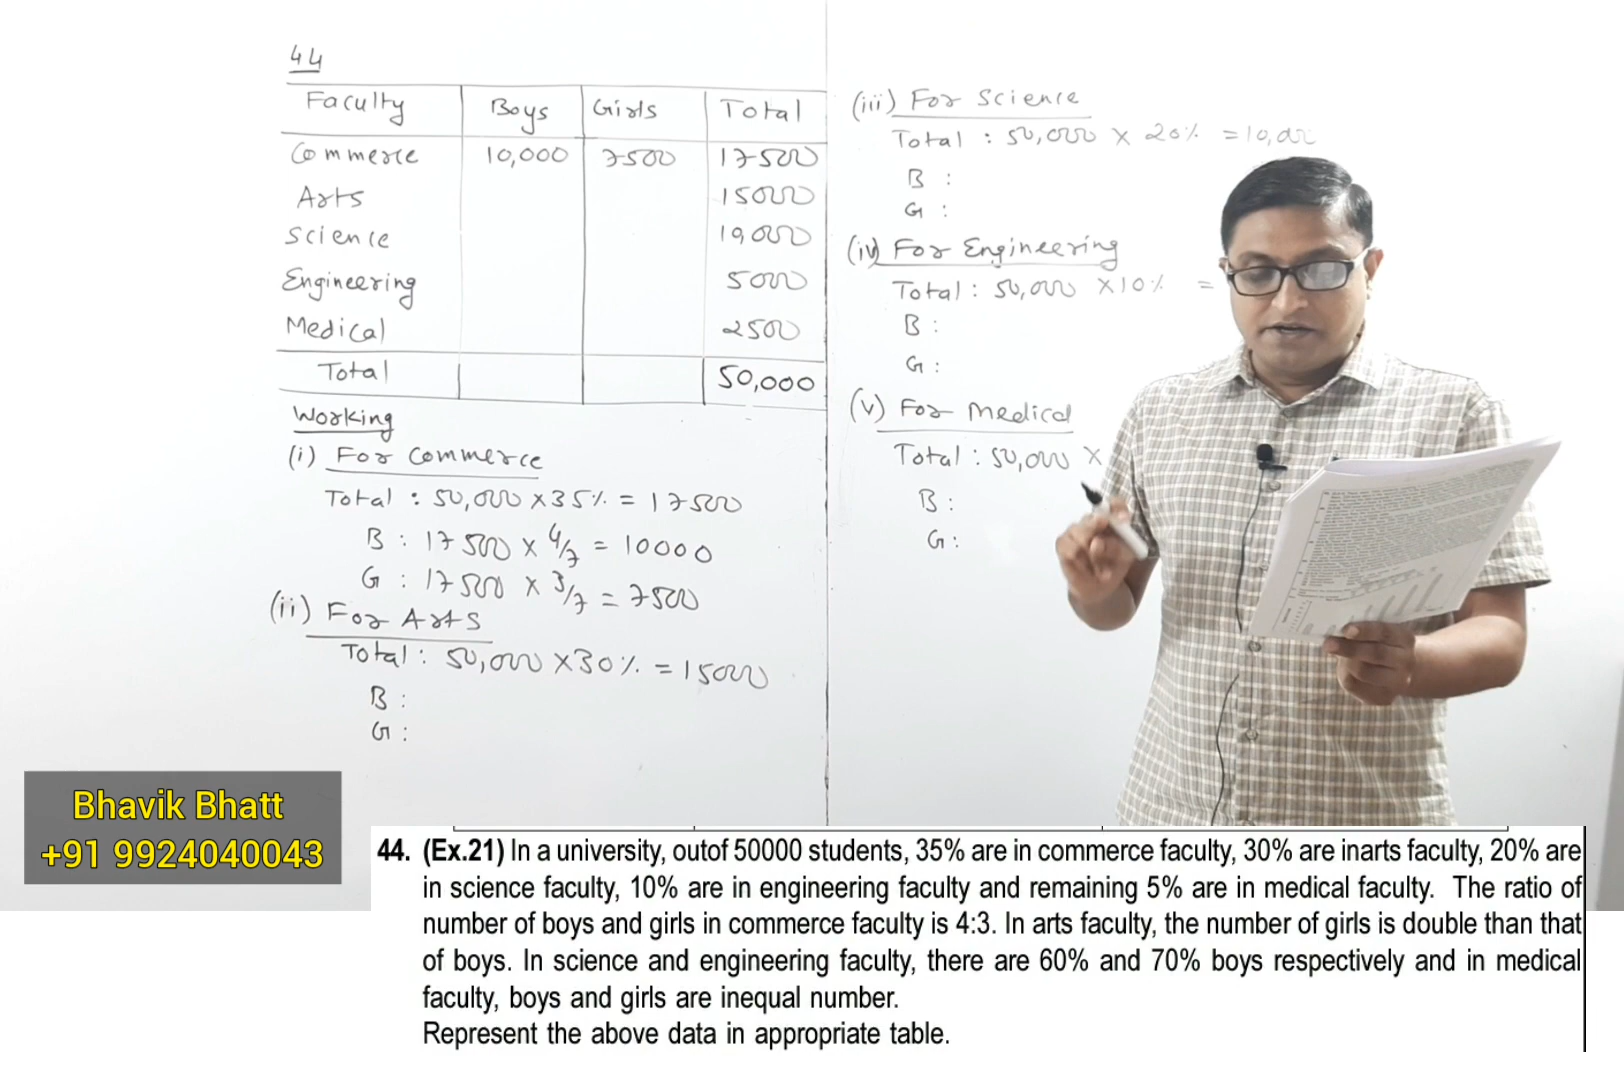 44
Faculty Boys Girls Total
Commerce 10,000 7500 17500
Arts 15000
Science 10,000
Engineering 5000
Medical 2500
Total 50,000
Working
(i) For Commerce
Total : 50,000 x 35% = 17500
B : 17500 x 4/7 = 10000
G : 17500 x 3/7 = 7500
(ii) For Arts
Total : 50,000 x 30% = 15000
B :
G :
(iii) For Science
Total : 50,000 x 20% = 10,00
B :
G :
(iv) For Engineering
Total : 50,000 x 10% =
B :
G :
(v) For Medical
Total : 50,000 x
B :
G :
Bhavik Bhatt
+91 9924040043
44. (Ex.21) In a university, outof 50000 students, 35% are in commerce faculty, 30% are inarts faculty, 20% are
in science faculty, 10% are in engineering faculty and remaining 5% are in medical faculty. The ratio of
number of boys and girls in commerce faculty is 4:3. In arts faculty, the number of girls is double than that
of boys. In science and engineering faculty, there are 60% and 70% boys respectively and in medical
faculty, boys and girls are inequal number.
Represent the above data in appropriate table.